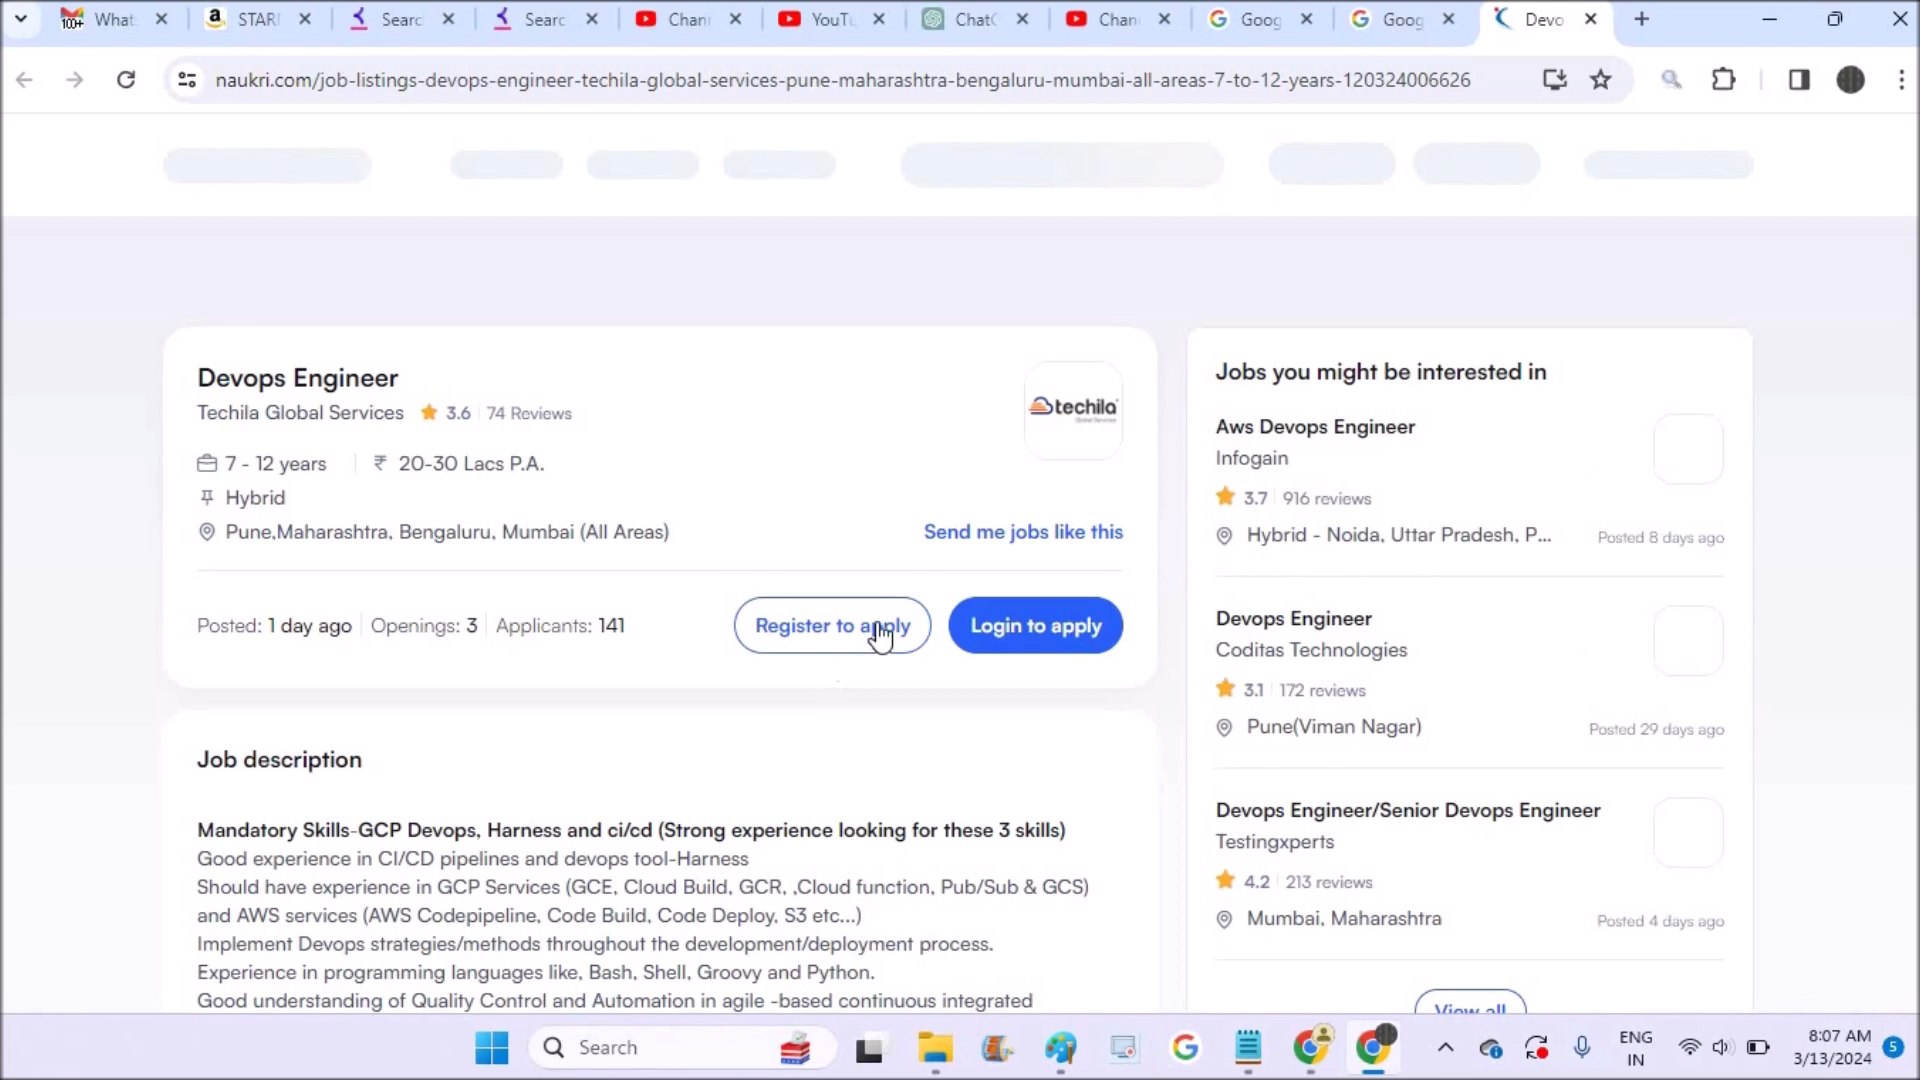 100+
What
STARI
Searc
Searc
Chan
YouTu
ChatG
Chan
Goog
Goog
Devo
naukri.com/job-listings-devops-engineer-techila-global-services-pune-maharashtra-bengaluru-mumbai-all-areas-7-to-12-years-120324006626
Devops Engineer
Techila Global Services 3.6 74 Reviews
techila
7 - 12 years ₹ 20-30 Lacs P.A.
Hybrid
Pune,Maharashtra, Bengaluru, Mumbai (All Areas)
Send me jobs like this
Posted: 1 day ago Openings: 3 Applicants: 141
Register to apply
Login to apply
Job description
Mandatory Skills-GCP Devops, Harness and ci/cd (Strong experience looking for these 3 skills)
Good experience in CI/CD pipelines and devops tool-Harness
Should have experience in GCP Services (GCE, Cloud Build, GCR, ,Cloud function, Pub/Sub & GCS)
and AWS services (AWS Codepipeline, Code Build, Code Deploy, S3 etc...)
Implement Devops strategies/methods throughout the development/deployment process.
Experience in programming languages like, Bash, Shell, Groovy and Python.
Good understanding of Quality Control and Automation in agile -based continuous integrated
Jobs you might be interested in
Aws Devops Engineer
Infogain
3.7 916 reviews
Hybrid - Noida, Uttar Pradesh, P...
Posted 8 days ago
Devops Engineer
Coditas Technologies
3.1 172 reviews
Pune(Viman Nagar)
Posted 29 days ago
Devops Engineer/Senior Devops Engineer
Testingxperts
4.2 213 reviews
Mumbai, Maharashtra
Posted 4 days ago
View all
Search
ENG
IN
8:07 AM
3/13/2024
5